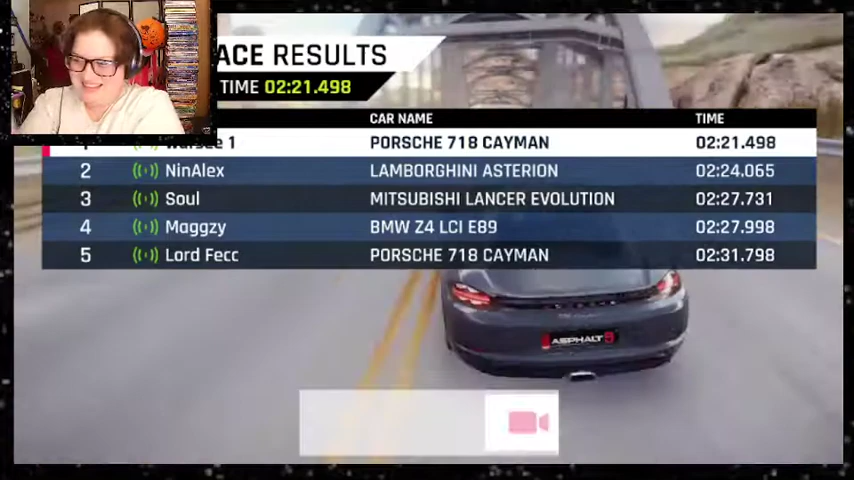 ACE RESULTS
TIME 02:21.498
CAR NAME TIME
1 PORSCHE 718 CAYMAN 02:21.498
2 NinAlex LAMBORGHINI ASTERION 02:24.065
3 Soul MITSUBISHI LANCER EVOLUTION 02:27.731
4 Maggzy BMW Z4 LCI E89 02:27.998
5 Lord Fecc PORSCHE 718 CAYMAN 02:31.798
ASPHALT 9